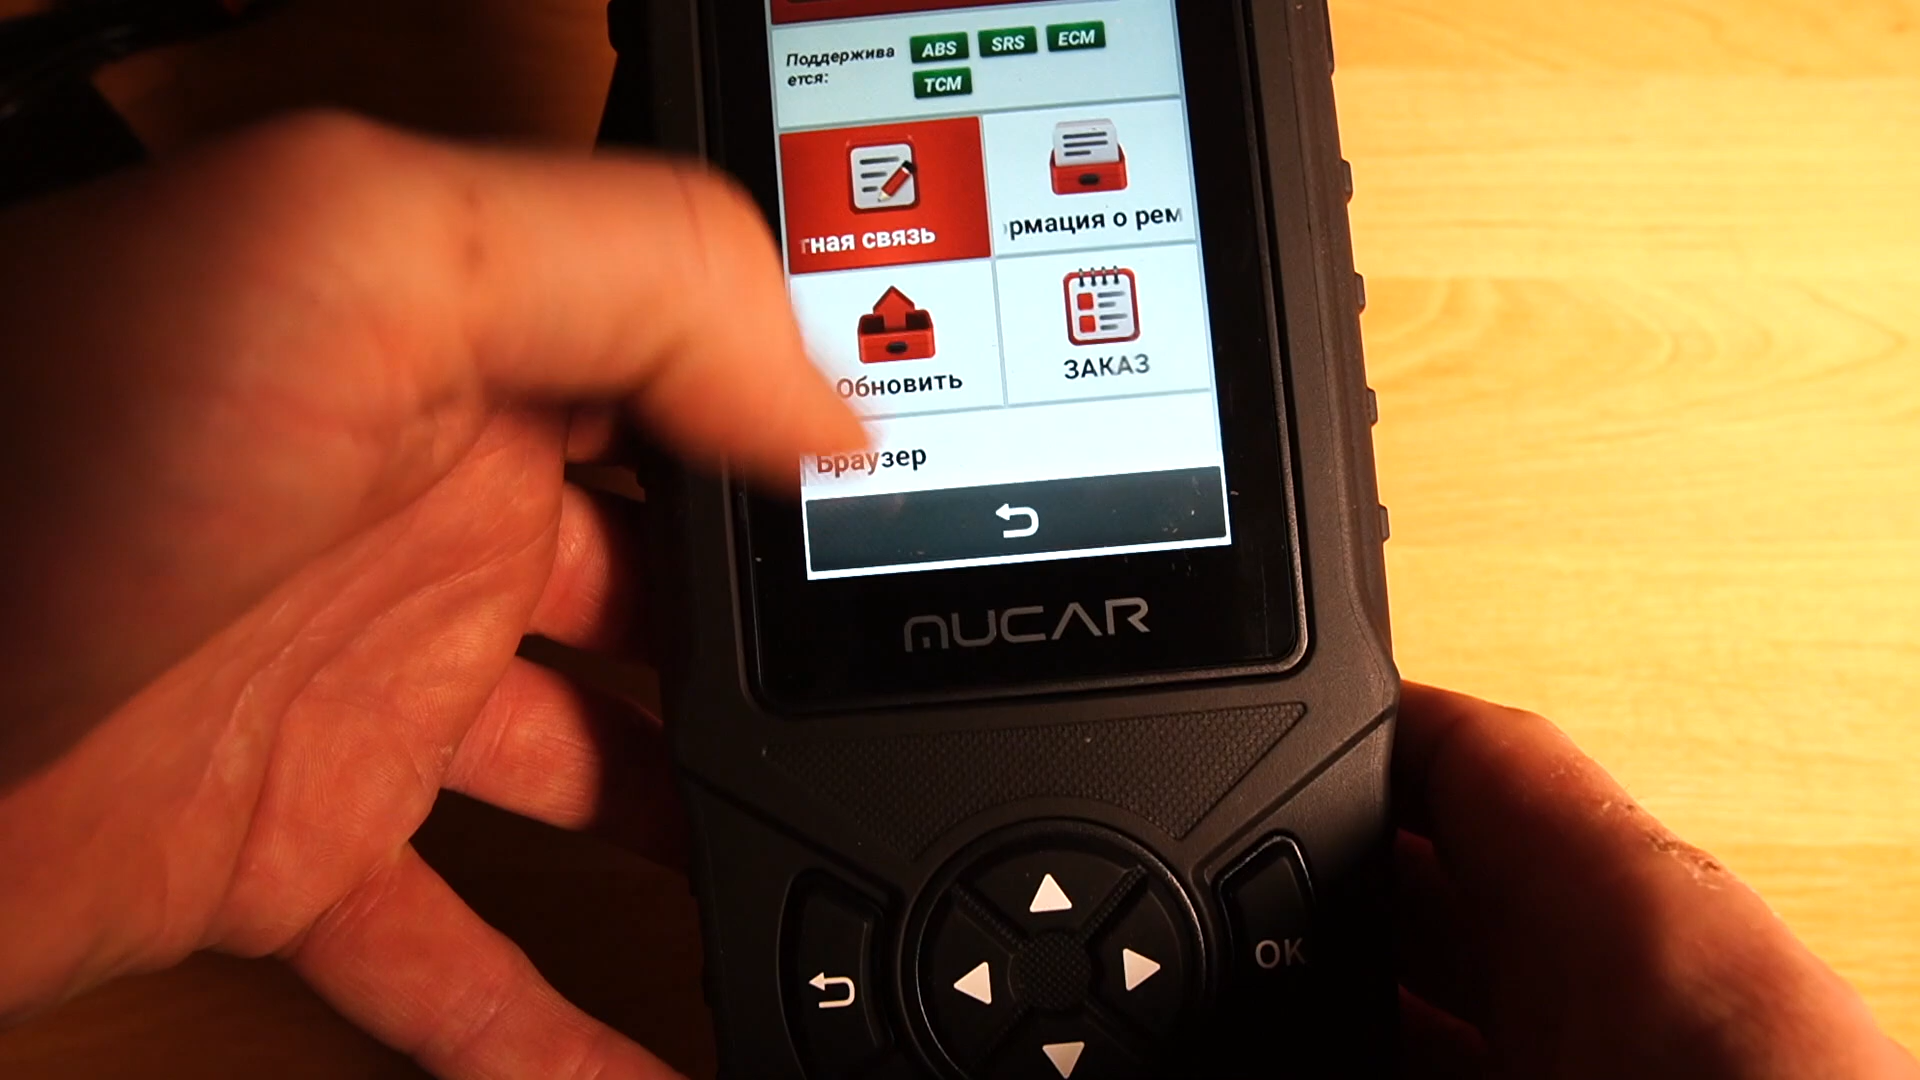 Поддержива
ется:
ABS SRS ECM
TCM
тная связь
рмация о рем
Обновить
ЗАКАЗ
Браузер
MUCAR
OK